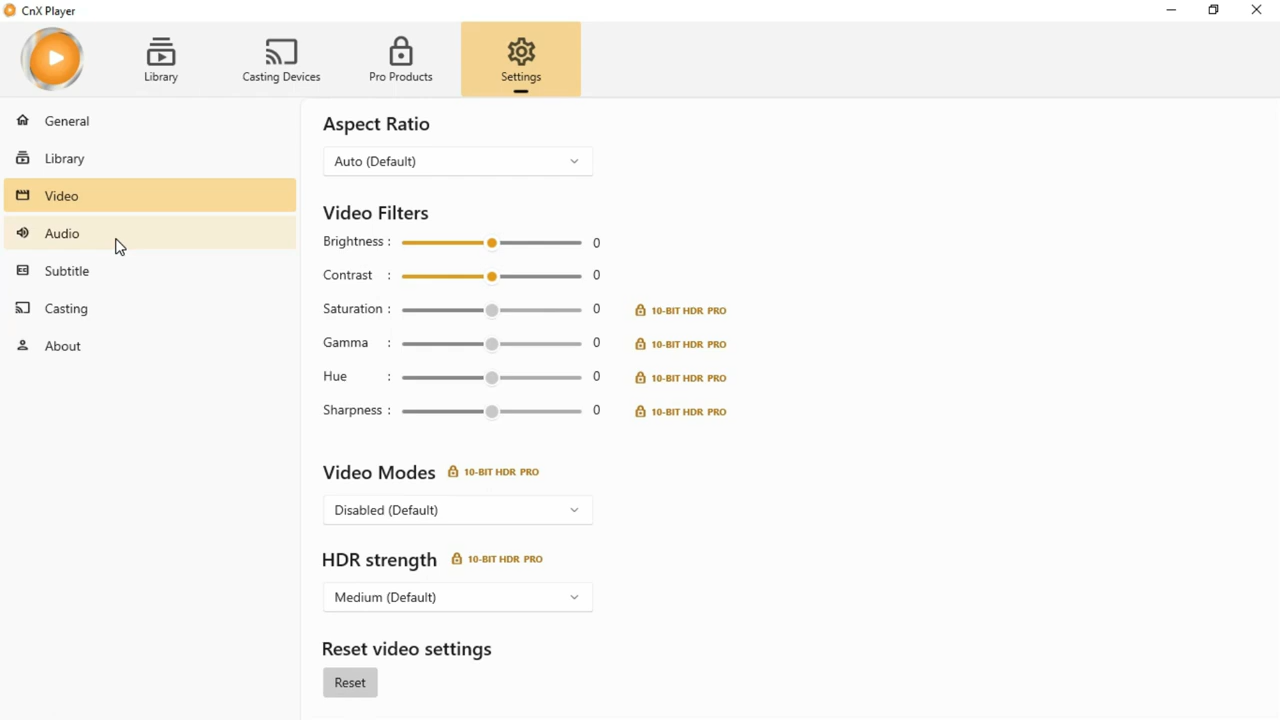 CnX Player
Library
Casting Devices
Pro Products
Settings
General
Library
Video
Audio
Subtitle
Casting
About
Aspect Ratio
Auto (Default)
Video Filters
Brightness : 0
Contrast : 0
Saturation : 0 10-BIT HDR PRO
Gamma : 0 10-BIT HDR PRO
Hue : 0 10-BIT HDR PRO
Sharpness : 0 10-BIT HDR PRO
Video Modes 10-BIT HDR PRO
Disabled (Default)
HDR strength 10-BIT HDR PRO
Medium (Default)
Reset video settings
Reset